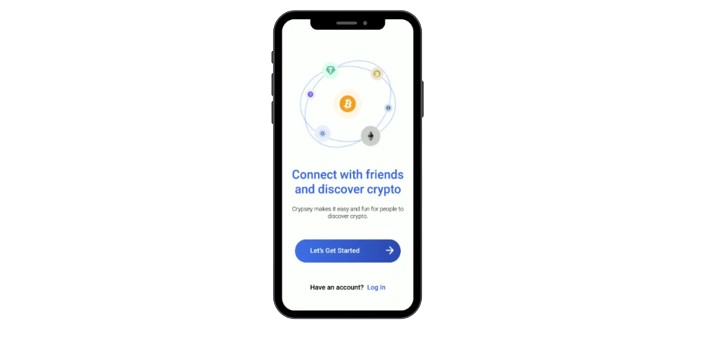 Connect with friends
and discover crypto
Crypsey makes it easy and fun for people to
discover crypto.
Let's Get Started
Have an account? Log In